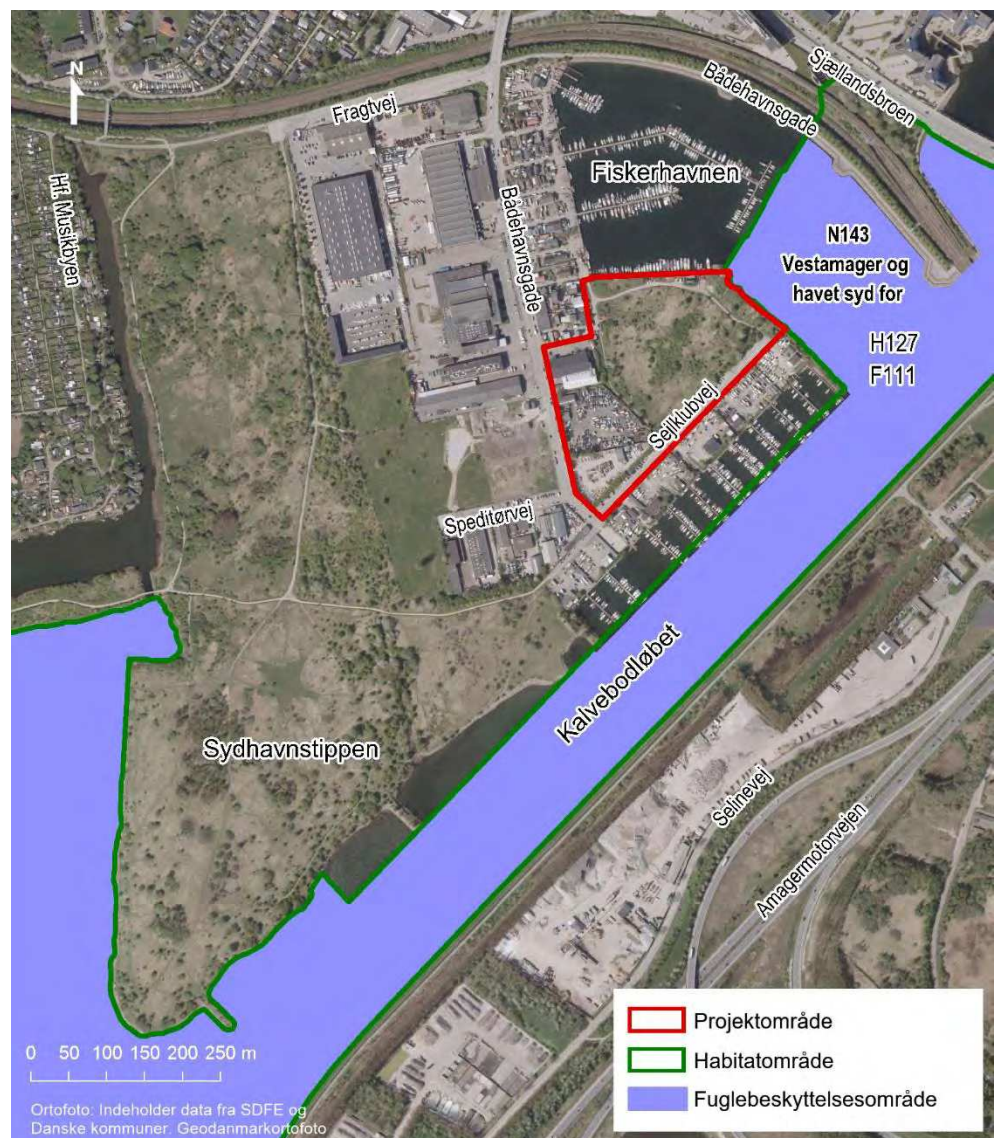 N
Sjællandsbroen
Bådehavnsgade
Fragtvej
Fiskerhavnen
Hf. Musikbyen
Bådehavnsgade
N143
Vestamager og
havet syd for
H127
F111
Sejlklubvej
Speditørvej
Kalvebodløbet
Sydhavnstippen
Selinevej
Amagermotorvejen
Projektområde
Habitatområde
Fuglebeskyttelsesområde
0 50 100 150 200 250 m
Ortofoto: Indeholder data fra SDFE og
Danske kommuner. Geodanmarkortofoto